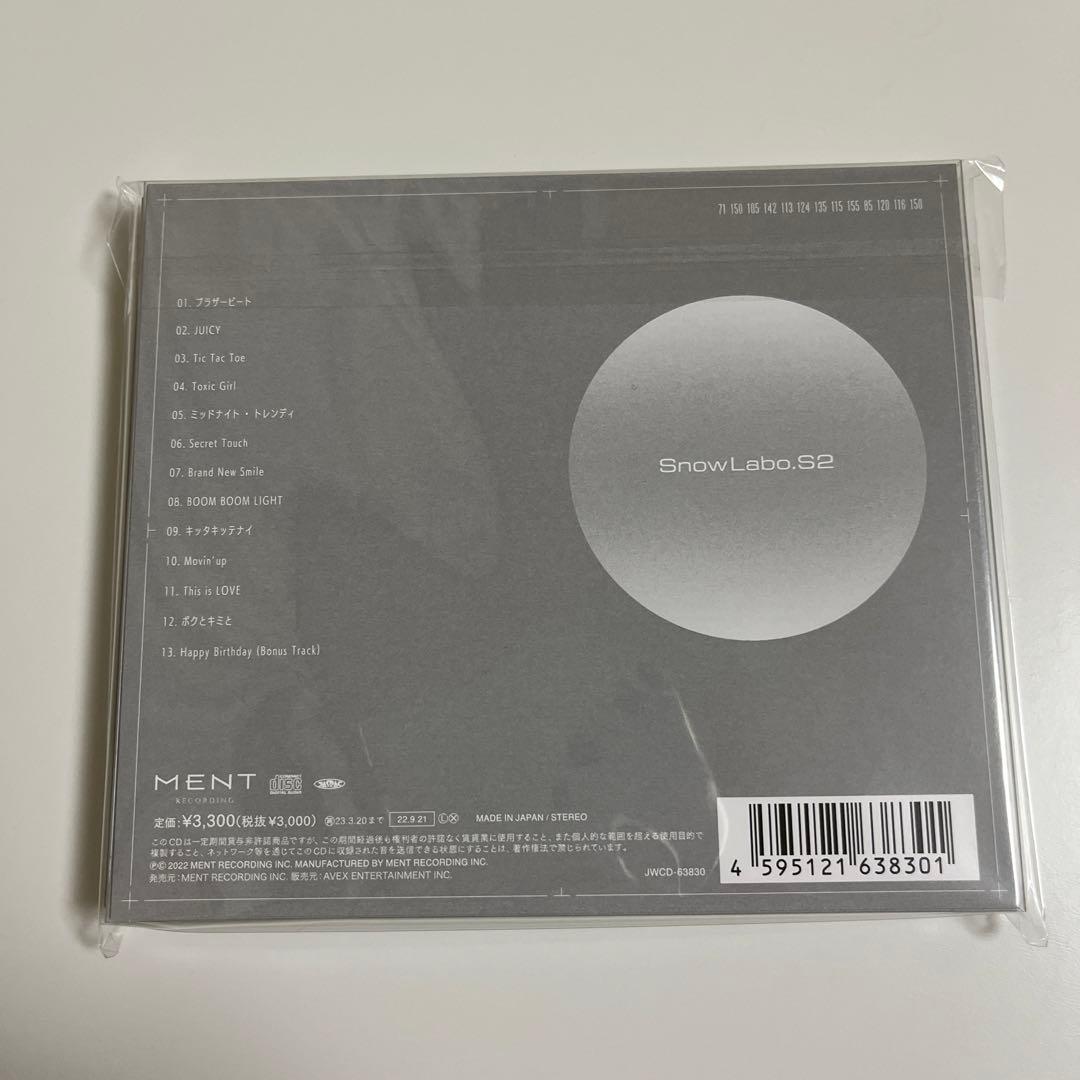 71 150 105 142 113 124 135 115 155 85 120 116 150
01. ブラザービート
02. JUICY
03. Tic Tac Toe
04. Toxic Girl
05. ミッドナイト・トレンディ
06. Secret Touch
07. Brand New Smile
08. BOOM BOOM LIGHT
09. キッタキッテナイ
10. Movin' up
11. This is LOVE
12. ボクとキミと
13. Happy Birthday (Bonus Track)
Snow Labo.S2
MENT
RECORDING
COMPACT
disc
DIGITAL AUDIO
JASRAC
定価:¥3,300(税抜¥3,000) 再23.3.20まで 22.9.21 L X MADE IN JAPAN / STEREO
このCDは一定期間貸与非許諾商品ですが、この期間経過後も権利者の許諾なく賃貸業に使用すること、また個人的な範囲を超える使用目的で
複製すること、ネットワーク等を通じてこのCDに収録された音を送信できる状態にすることは、著作権法で禁じられています。
Ⓟ© 2022 MENT RECORDING INC. MANUFACTURED BY MENT RECORDING INC.
発売元:MENT RECORDING INC. 販売元:AVEX ENTERTAINMENT INC.
JWCD-63830
4 595121 638301